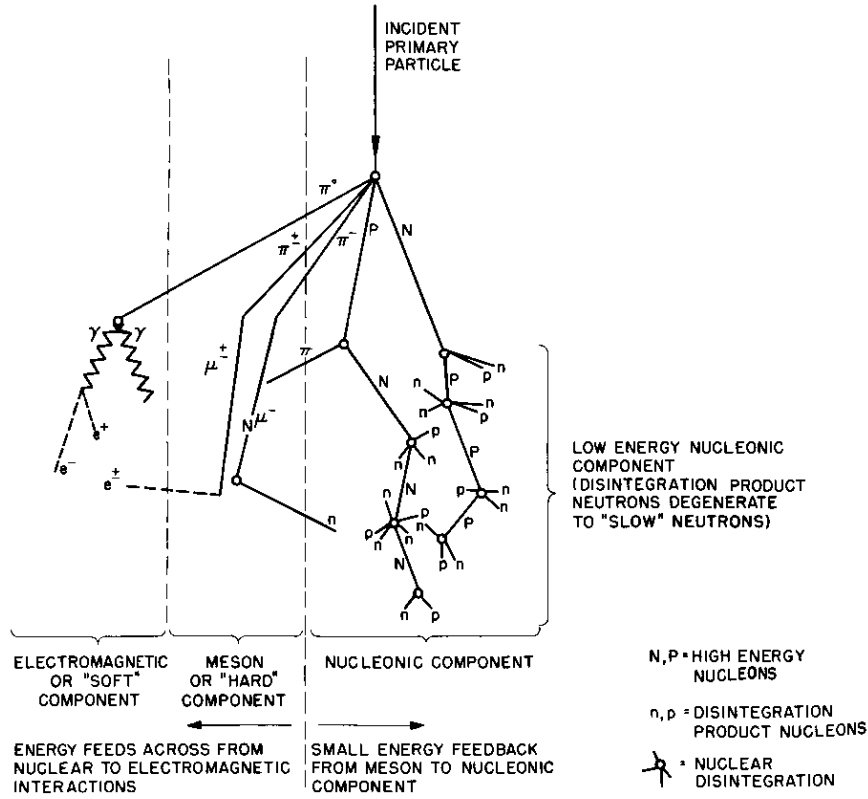 INCIDENT
PRIMARY
PARTICLE
π°
π±
π⁻
P
N
γ γ
π
μ±
N
μ⁻
e⁺
e⁻
e±
n
N
P
n
p
n
n
p
P
n
p
n
n
N
p
n
n
n
p
n
p
n
P
n
p
n
N
n
p
LOW ENERGY NUCLEONIC
COMPONENT
(DISINTEGRATION PRODUCT
NEUTRONS DEGENERATE
TO "SLOW" NEUTRONS)
ELECTROMAGNETIC
OR "SOFT"
COMPONENT
MESON
OR "HARD"
COMPONENT
NUCLEONIC COMPONENT
ENERGY FEEDS ACROSS FROM
NUCLEAR TO ELECTROMAGNETIC
INTERACTIONS
SMALL ENERGY FEEDBACK
FROM MESON TO NUCLEONIC
COMPONENT
N,P = HIGH ENERGY
NUCLEONS
n,p = DISINTEGRATION
PRODUCT NUCLEONS
= NUCLEAR
DISINTEGRATION